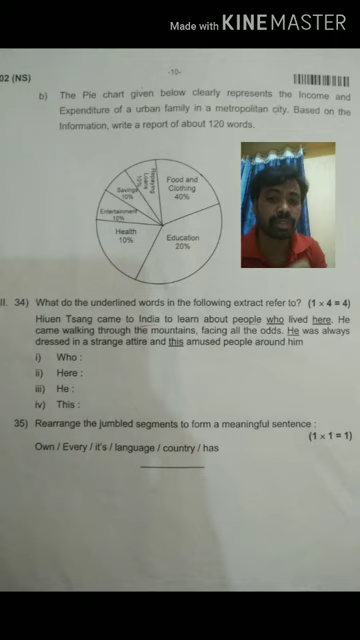 Made with KINEMASTER
02 (NS)
-10-
b) The Pie chart given below clearly represents the Income and
Expenditure of a urban family in a metropolitan city. Based on the
Information, write a report of about 120 words.
Repaying
Loans
10%
Food and
Clothing
40%
Savings
10%
Entertainment
10%
Health
10%
Education
20%
II. 34) What do the underlined words in the following extract refer to? (1 × 4 = 4)
Hiuen Tsang came to India to learn about people who lived here. He
came walking through the mountains, facing all the odds. He was always
dressed in a strange attire and this amused people around him
i) Who :
ii) Here :
iii) He :
iv) This :
35) Rearrange the jumbled segments to form a meaningful sentence :
(1 × 1 = 1)
Own / Every / it's / language / country / has